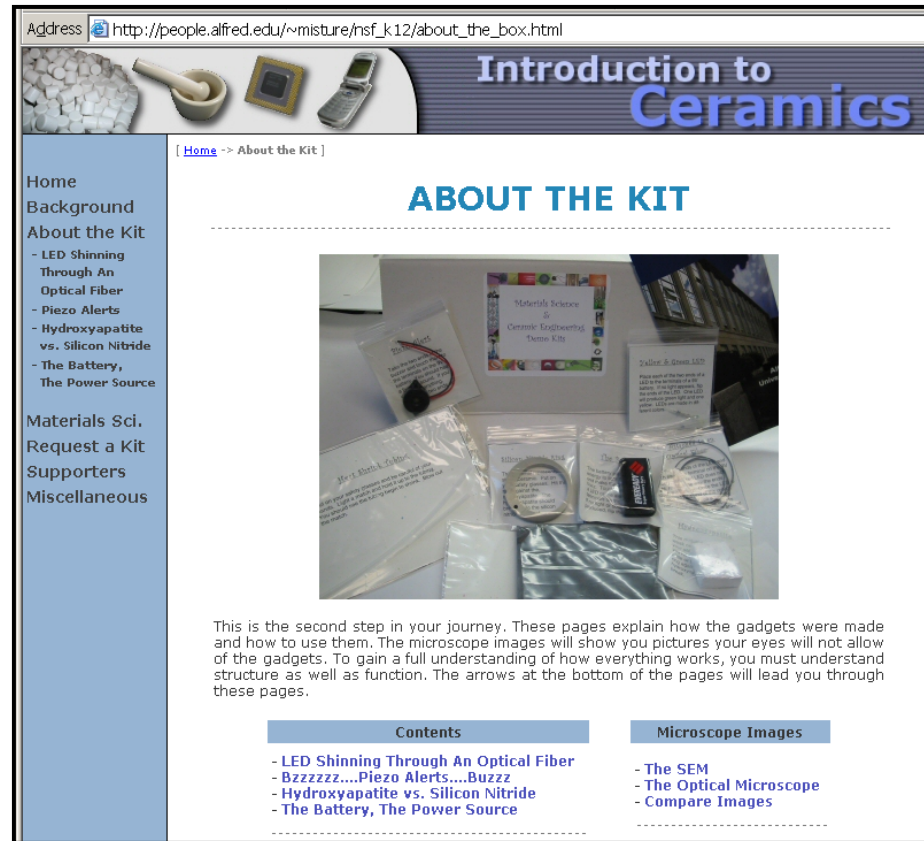 Address http://people.alfred.edu/~misture/nsf_k12/about_the_box.html
Introduction to
Ceramics
[ Home -> About the Kit ]
Home
Background
About the Kit
- LED Shinning
Through An
Optical Fiber
- Piezo Alerts
- Hydroxyapatite
vs. Silicon Nitride
- The Battery,
The Power Source
Materials Sci.
Request a Kit
Supporters
Miscellaneous
ABOUT THE KIT
Materials Science
&
Ceramic Engineering
Demo Kits
EVEREADY
This is the second step in your journey. These pages explain how the gadgets were made
and how to use them. The microscope images will show you pictures your eyes will not allow
of the gadgets. To gain a full understanding of how everything works, you must understand
structure as well as function. The arrows at the bottom of the pages will lead you through
these pages.
Contents
- LED Shinning Through An Optical Fiber
- Bzzzzzz....Piezo Alerts....Buzzz
- Hydroxyapatite vs. Silicon Nitride
- The Battery, The Power Source
Microscope Images
- The SEM
- The Optical Microscope
- Compare Images